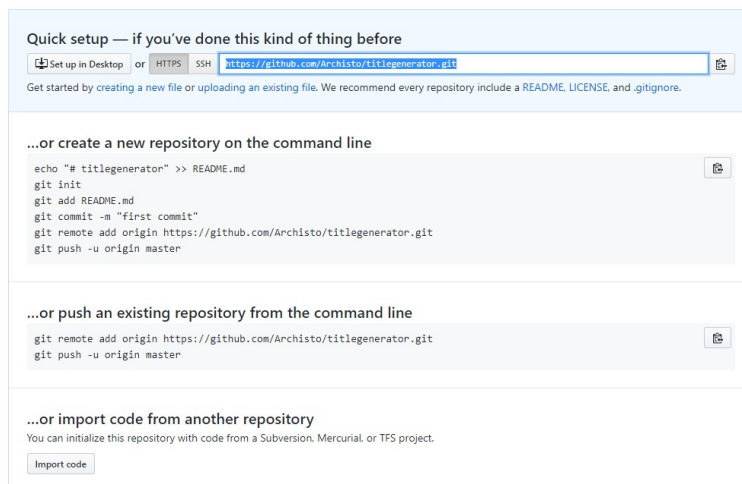 Quick setup — if you've done this kind of thing before
Set up in Desktop or HTTPS SSH https://github.com/Archisto/titlegenerator.git
Get started by creating a new file or uploading an existing file. We recommend every repository include a README, LICENSE, and .gitignore.
...or create a new repository on the command line
echo "# titlegenerator" >> README.md
git init
git add README.md
git commit -m "first commit"
git remote add origin https://github.com/Archisto/titlegenerator.git
git push -u origin master
...or push an existing repository from the command line
git remote add origin https://github.com/Archisto/titlegenerator.git
git push -u origin master
...or import code from another repository
You can initialize this repository with code from a Subversion, Mercurial, or TFS project.
Import code